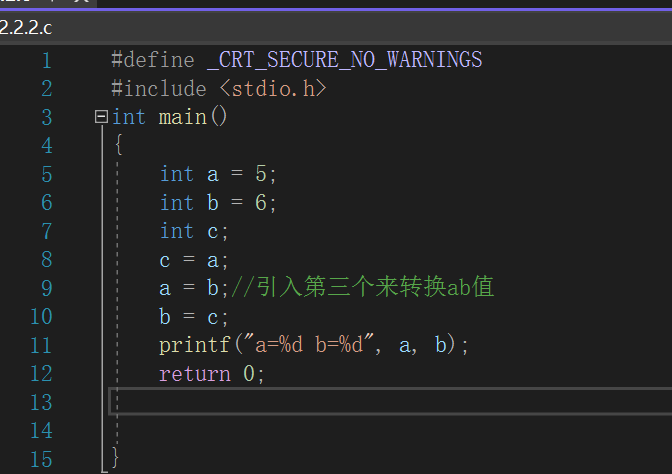 2.2.2.c
1 #define _CRT_SECURE_NO_WARNINGS
2 #include <stdio.h>
3 int main()
4 {
5 int a = 5;
6 int b = 6;
7 int c;
8 c = a;
9 a = b;//引入第三个来转换ab值
10 b = c;
11 printf("a=%d b=%d", a, b);
12 return 0;
13
14
15 }